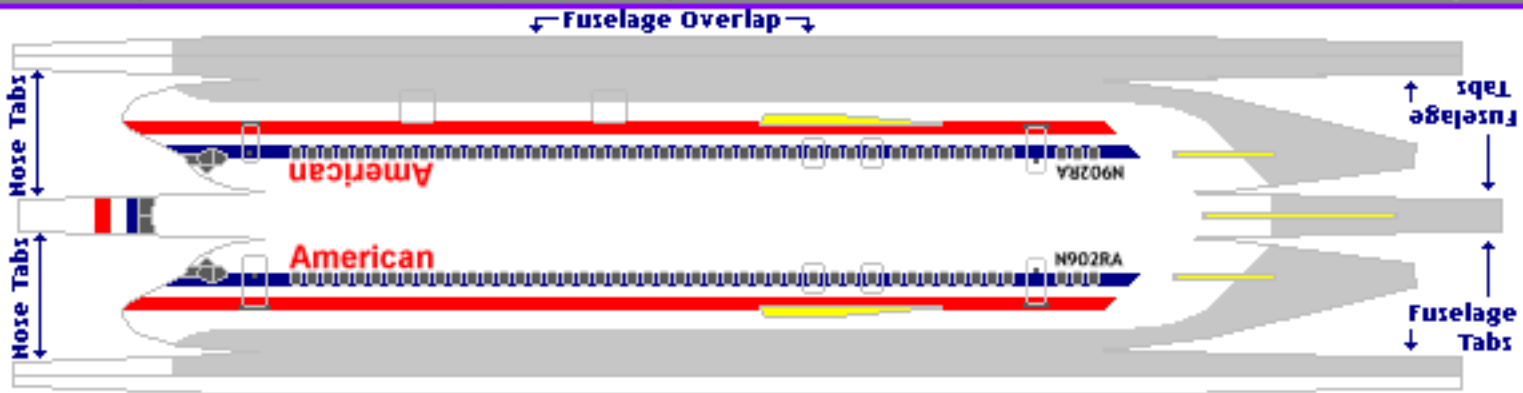 Fuselage Overlap
Nose Tabs
Fuselage
Tabs
American
N902RA
Nose Tabs
American
N902RA
Fuselage
Tabs